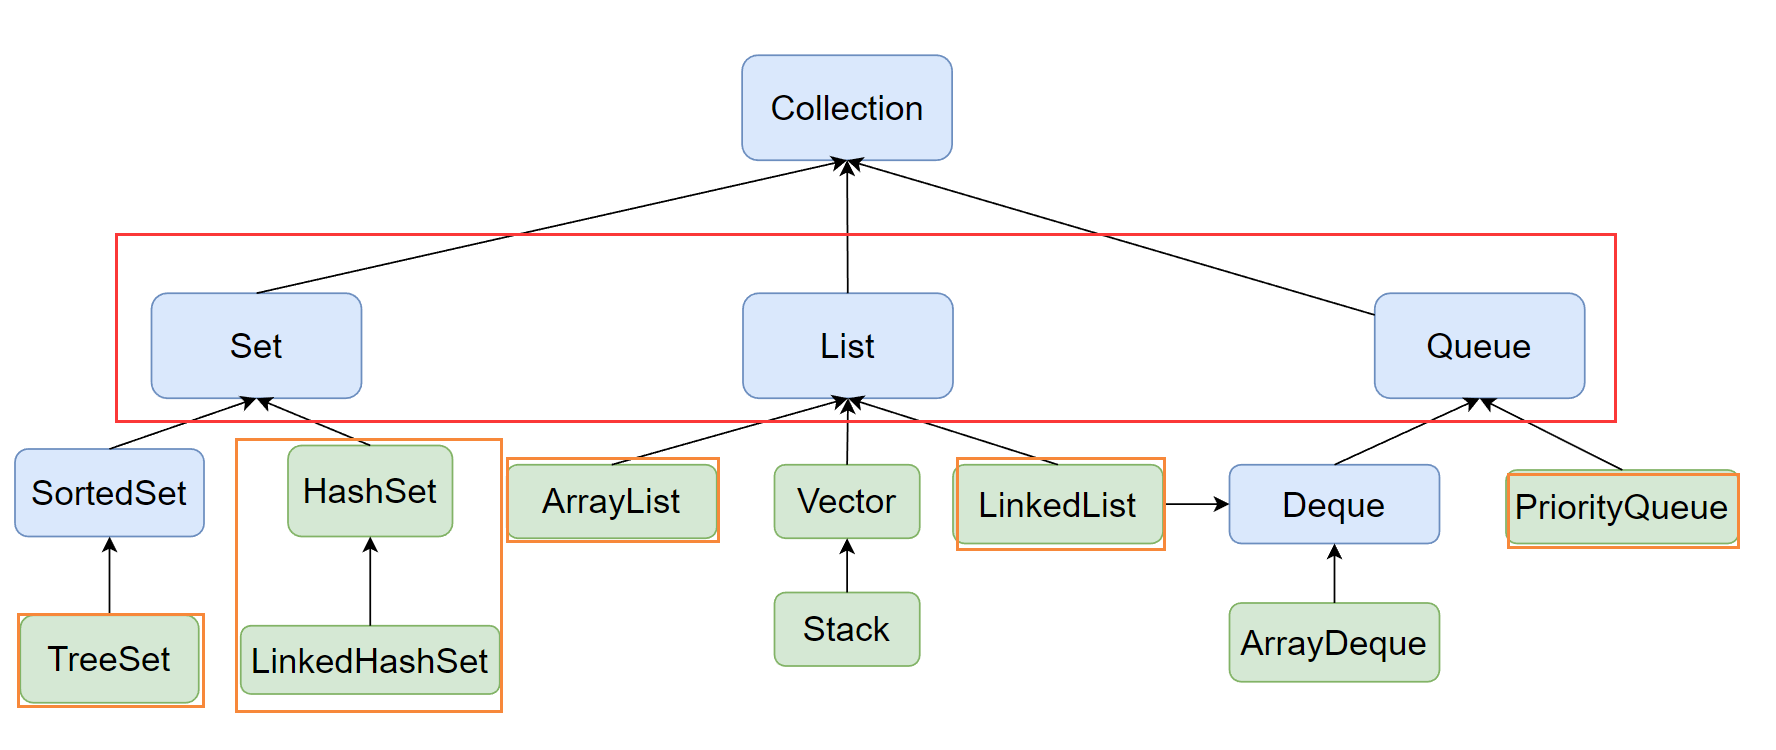 Collection
Set
List
Queue
SortedSet
HashSet
ArrayList
Vector
LinkedList
Deque
PriorityQueue
TreeSet
LinkedHashSet
Stack
ArrayDeque